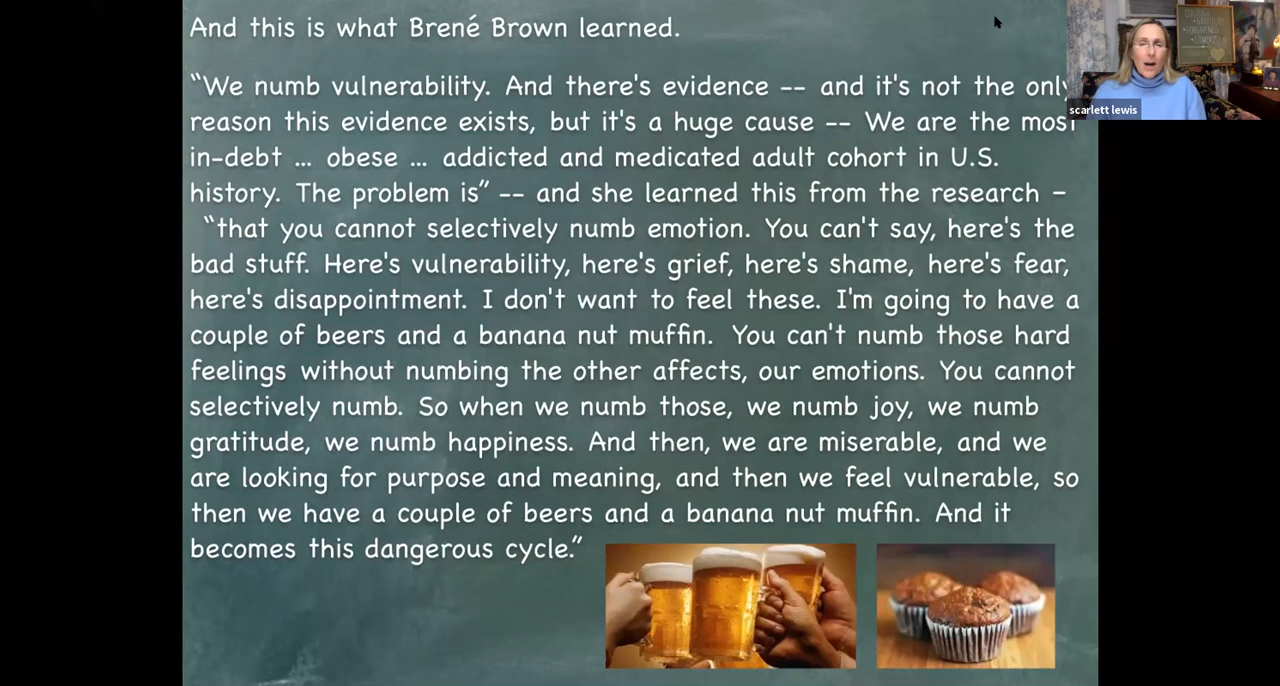 And this is what Brené Brown learned.
“We numb vulnerability. And there's evidence -- and it's not the only
reason this evidence exists, but it's a huge cause -- We are the most
in-debt ... obese ... addicted and medicated adult cohort in U.S.
history. The problem is” -- and she learned this from the research –
“that you cannot selectively numb emotion. You can't say, here's the
bad stuff. Here's vulnerability, here's grief, here's shame, here's fear,
here's disappointment. I don't want to feel these. I'm going to have a
couple of beers and a banana nut muffin. You can't numb those hard
feelings without numbing the other affects, our emotions. You cannot
selectively numb. So when we numb those, we numb joy, we numb
gratitude, we numb happiness. And then, we are miserable, and we
are looking for purpose and meaning, and then we feel vulnerable, so
then we have a couple of beers and a banana nut muffin. And it
becomes this dangerous cycle.”
scarlett lewis